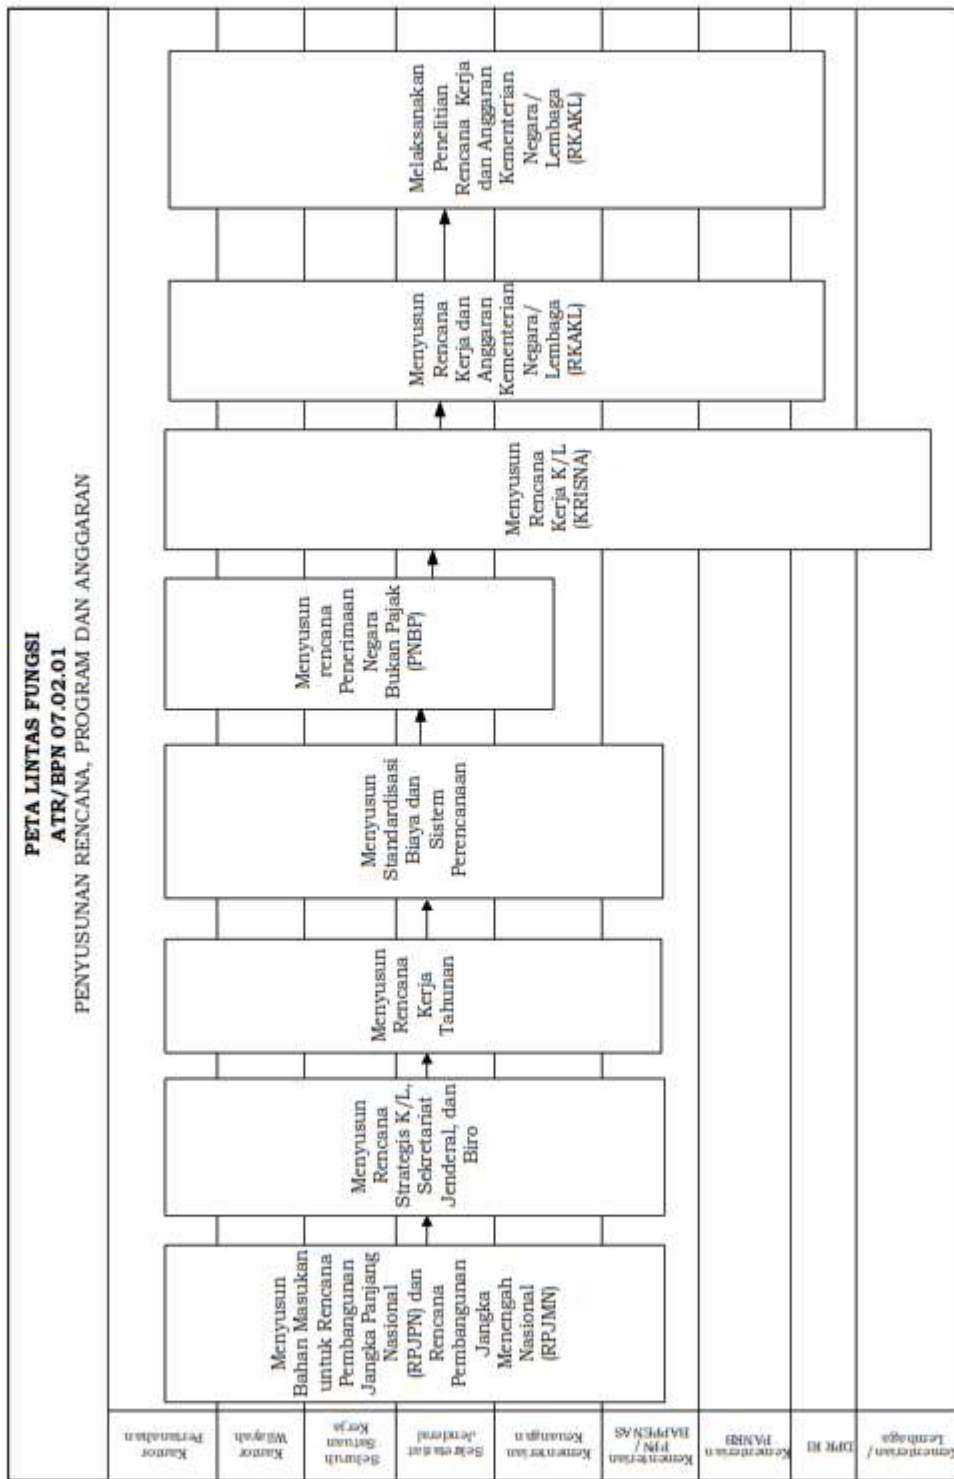 PETA LINTAS FUNGSI
ATR/BPN 07.02.01
PENYUSUNAN RENCANA, PROGRAM DAN ANGGARAN
Kantor
Pertanahan
Kantor
Wilayah
Seluruh
Satuan
Kerja
Sekretariat
Jenderal
Kementerian
Keuangan
Kementerian
PPN /
BAPPENAS
Kementerian
PANRB
DPR RI
Kementerian/
Lembaga
Menyusun
Bahan Masukan
untuk Rencana
Pembangunan
Jangka Panjang
Nasional
(RPJPN) dan
Rencana
Pembangunan
Jangka
Menengah
Nasional
(RPJMN)
Menyusun
Rencana
Strategis K/L,
Sekretariat
Jenderal, dan
Biro
Menyusun
Rencana
Kerja
Tahunan
Menyusun
Standardisasi
Biaya dan
Sistem
Perencanaan
Menyusun
rencana
Penerimaan
Negara
Bukan Pajak
(PNBP)
Menyusun
Rencana
Kerja K/L
(KRISNA)
Menyusun
Rencana
Kerja dan
Anggaran
Kementerian
Negara/
Lembaga
(RKAKL)
Melaksanakan
Penelitian
Rencana Kerja
dan Anggaran
Kementerian
Negara/
Lembaga
(RKAKL)